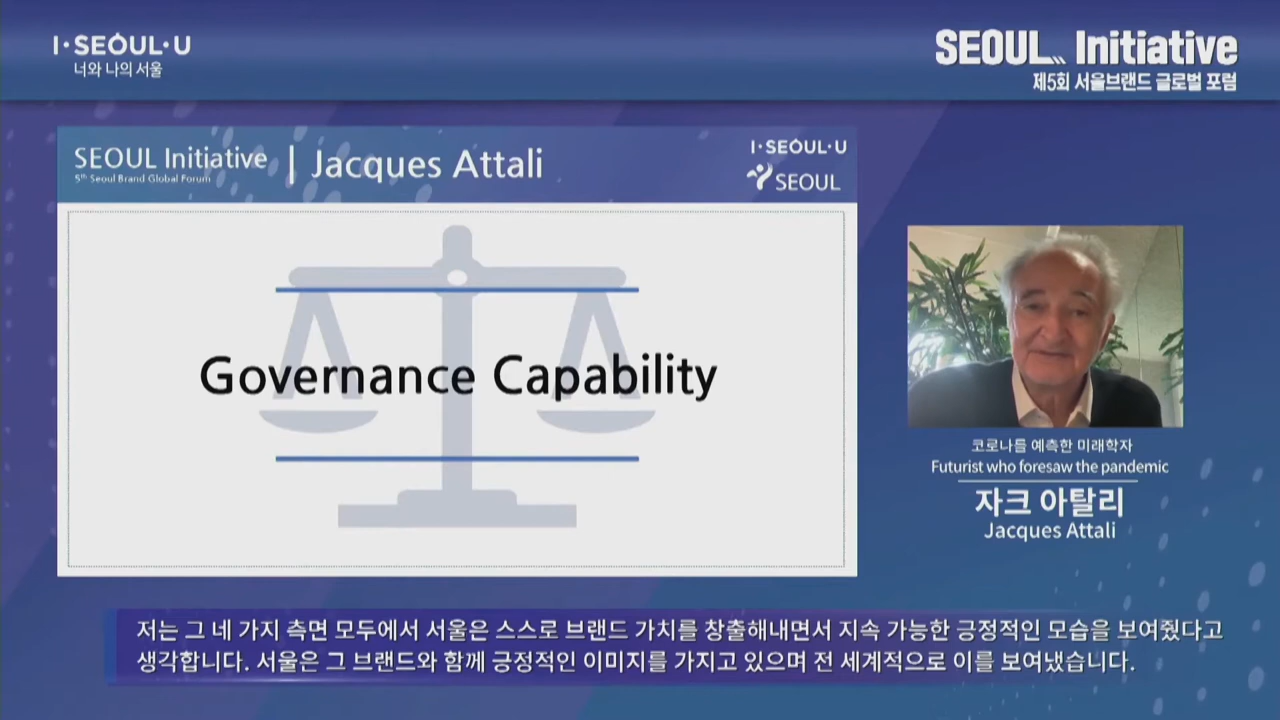 I·SEOUL·U
너와 나의 서울
SEOUL Initiative
제5회 서울브랜드 글로벌 포럼
SEOUL Initiative | Jacques Attali
5th Seoul Brand Global Forum
I·SEOUL·U
SEOUL
Governance Capability
코로나를 예측한 미래학자
Futurist who foresaw the pandemic
자크 아탈리
Jacques Attali
저는 그 네 가지 측면 모두에서 서울은 스스로 브랜드 가치를 창출해내면서 지속 가능한 긍정적인 모습을 보여줬다고
생각합니다. 서울은 그 브랜드와 함께 긍정적인 이미지를 가지고 있으며 전 세계적으로 이를 보여냈습니다.